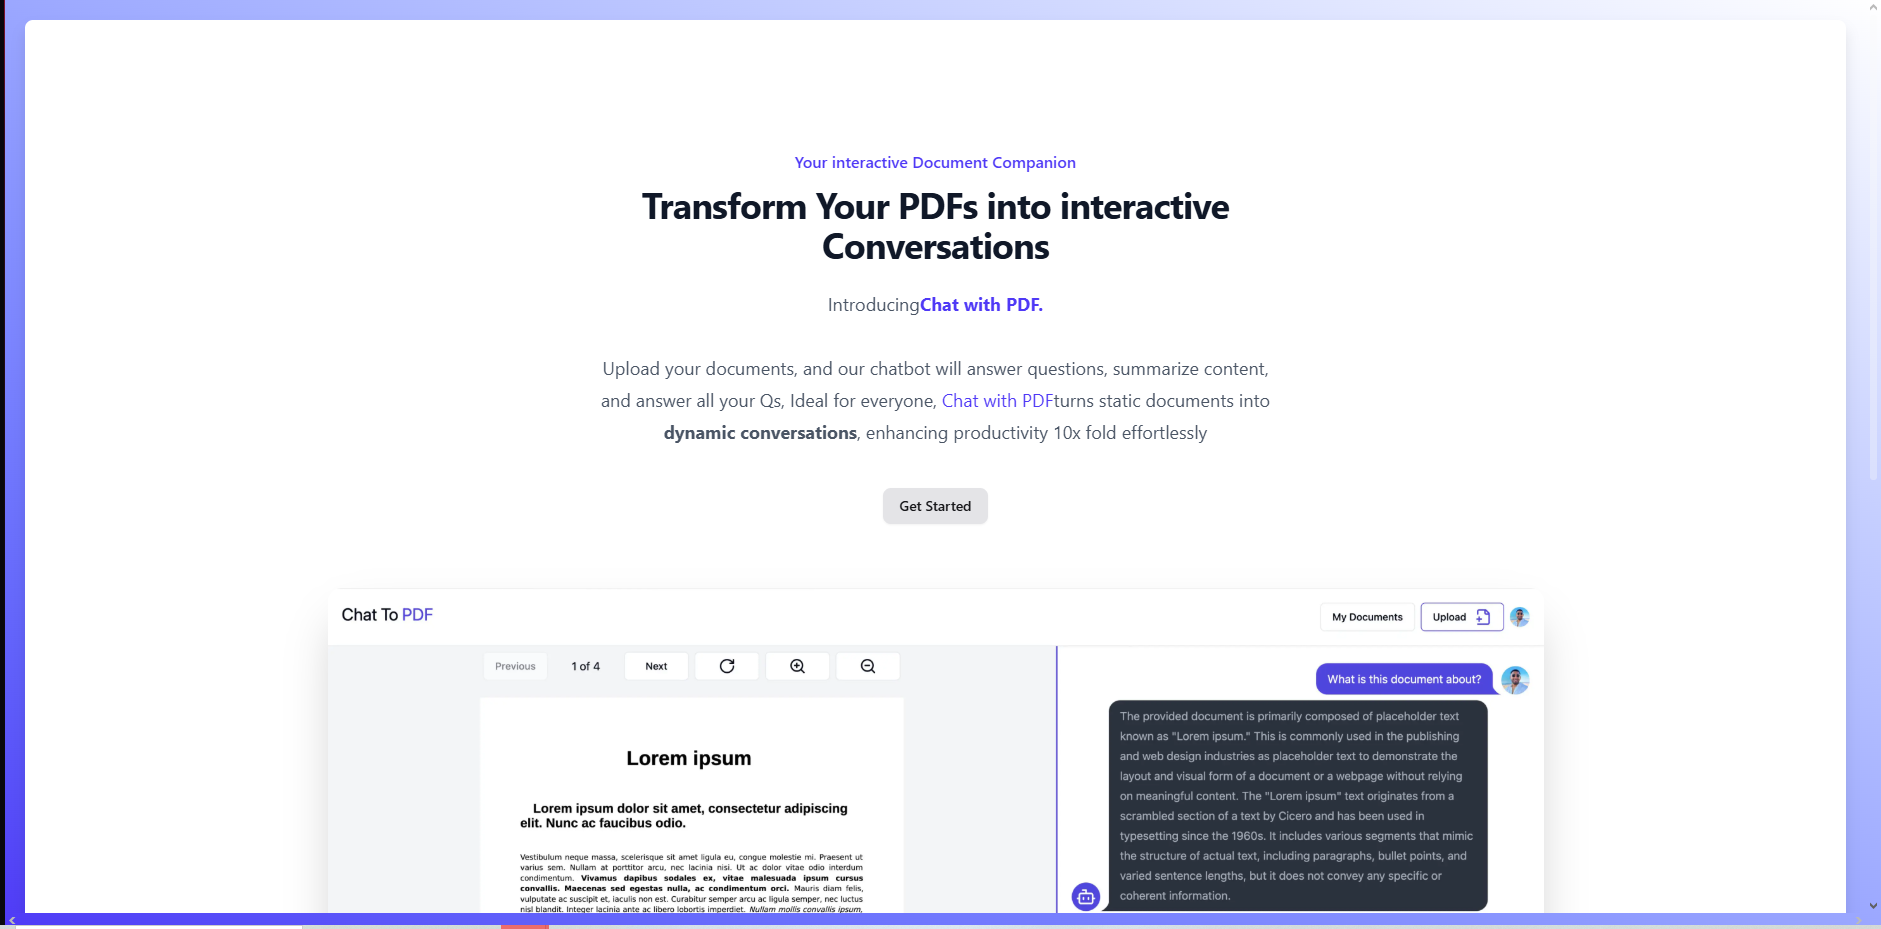 Your interactive Document Companion
Transform Your PDFs into interactive
Conversations
IntroducingChat with PDF.
Upload your documents, and our chatbot will answer questions, summarize content,
and answer all your Qs, Ideal for everyone, Chat with PDFturns static documents into
dynamic conversations, enhancing productivity 10x fold effortlessly
Get Started
Chat To PDF
My Documents
Upload
Previous
1 of 4
Next
Lorem ipsum
Lorem ipsum dolor sit amet, consectetur adipiscing
elit. Nunc ac faucibus odio.
Vestibulum neque massa, scelerisque sit amet ligula eu, congue molestie mi. Praesent ut
varius sem. Nullam at porttitor arcu, nec lacinia nisi. Ut ac dolor vitae odio interdum
condimentum. Vivamus dapibus sodales ex, vitae malesuada ipsum cursus
convallis. Maecenas sed egestas nulla, ac condimentum orci. Mauris diam felis,
vulputate ac suscipit et, iaculis non est. Curabitur semper arcu ac ligula semper, nec luctus
nisl blandit. Integer lacinia ante ac libero lobortis imperdiet. Nullam mollis convallis ipsum,
What is this document about?
The provided document is primarily composed of placeholder text
known as "Lorem ipsum." This is commonly used in the publishing
and web design industries as placeholder text to demonstrate the
layout and visual form of a document or a webpage without relying
on meaningful content. The "Lorem ipsum" text originates from a
scrambled section of a text by Cicero and has been used in
typesetting since the 1960s. It includes various segments that mimic
the structure of actual text, including paragraphs, bullet points, and
varied sentence lengths, but it does not convey any specific or
coherent information.